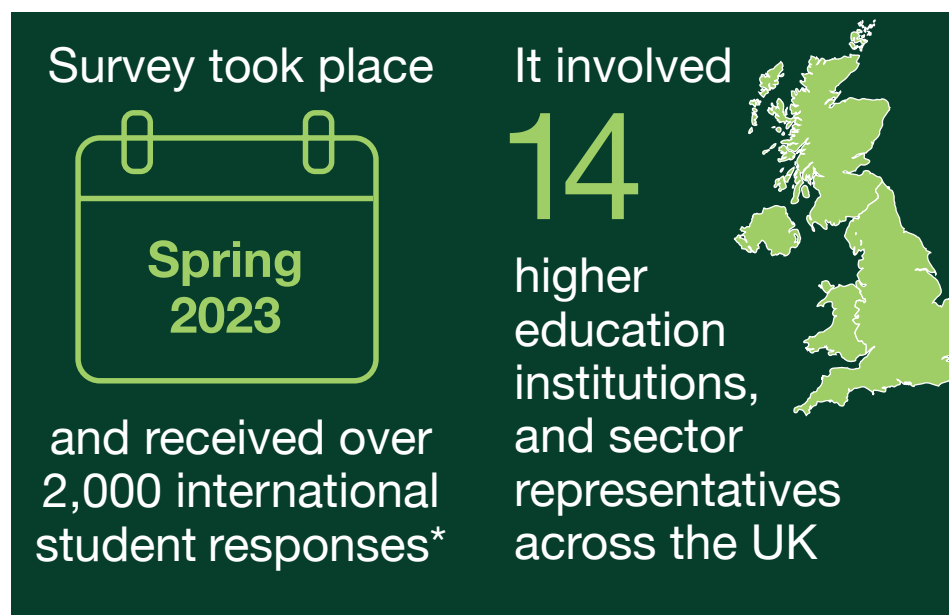 Survey took place
Spring
2023
and received over
2,000 international
student responses*
It involved
14
higher
education
institutions,
and sector
representatives
across the UK